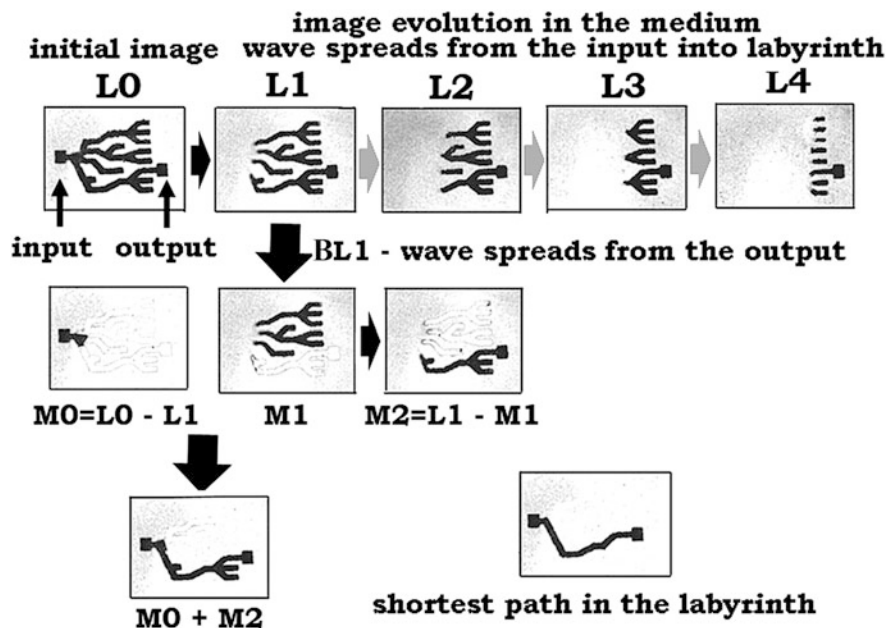 image evolution in the medium
initial image wave spreads from the input into labyrinth
L0 L1 L2 L3 L4
input output
BL1 - wave spreads from the output
M0=L0 - L1 M1 M2=L1 - M1
M0 + M2
shortest path in the labyrinth